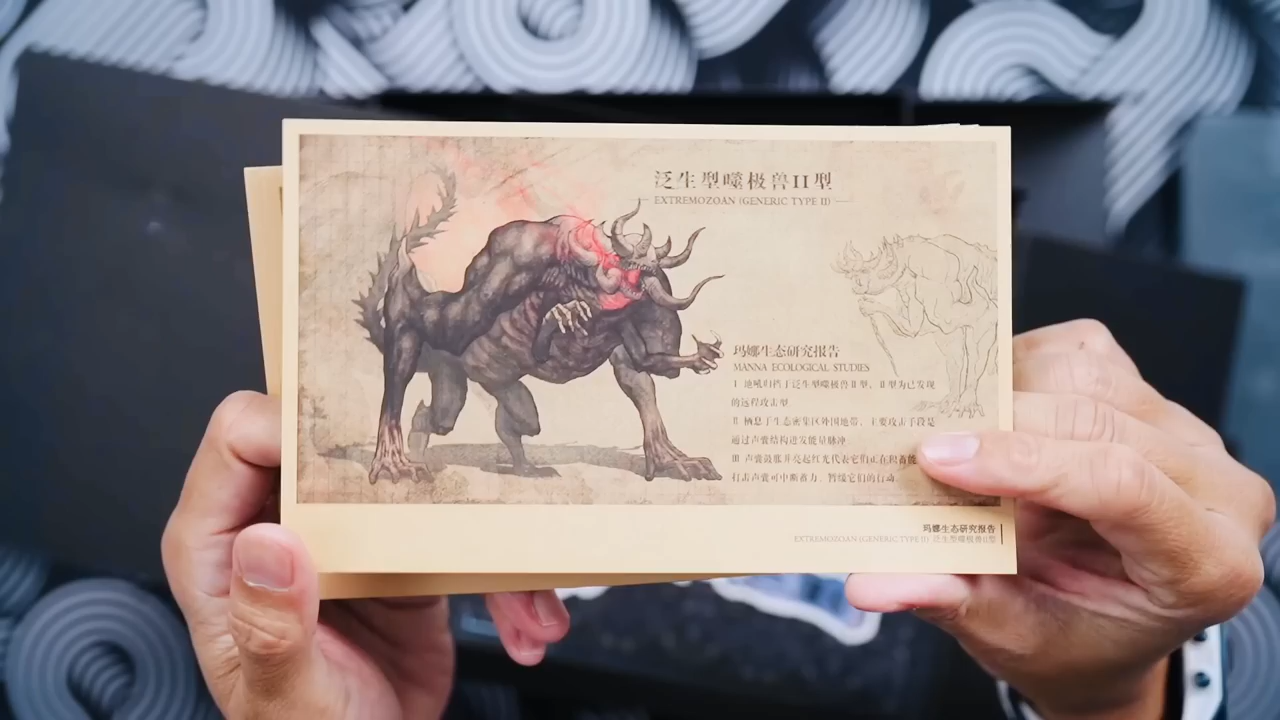 泛生型噬极兽II型
EXTREMOZOAN (GENERIC TYPE II)
玛娜生态研究报告
MANNA ECOLOGICAL STUDIES
I 地吼归档于泛生型噬极兽II型，II型为已发现
的远程攻击型
II 栖息于生态密集区外围地带，主要攻击手段是
通过声囊结构迸发能量脉冲
III 声囊鼓胀并亮起红光代表它们正在积蓄能
打击声囊可中断蓄力，暂缓它们的行动
玛娜生态研究报告
EXTREMOZOAN (GENERIC TYPE II) 泛生型噬极兽II型